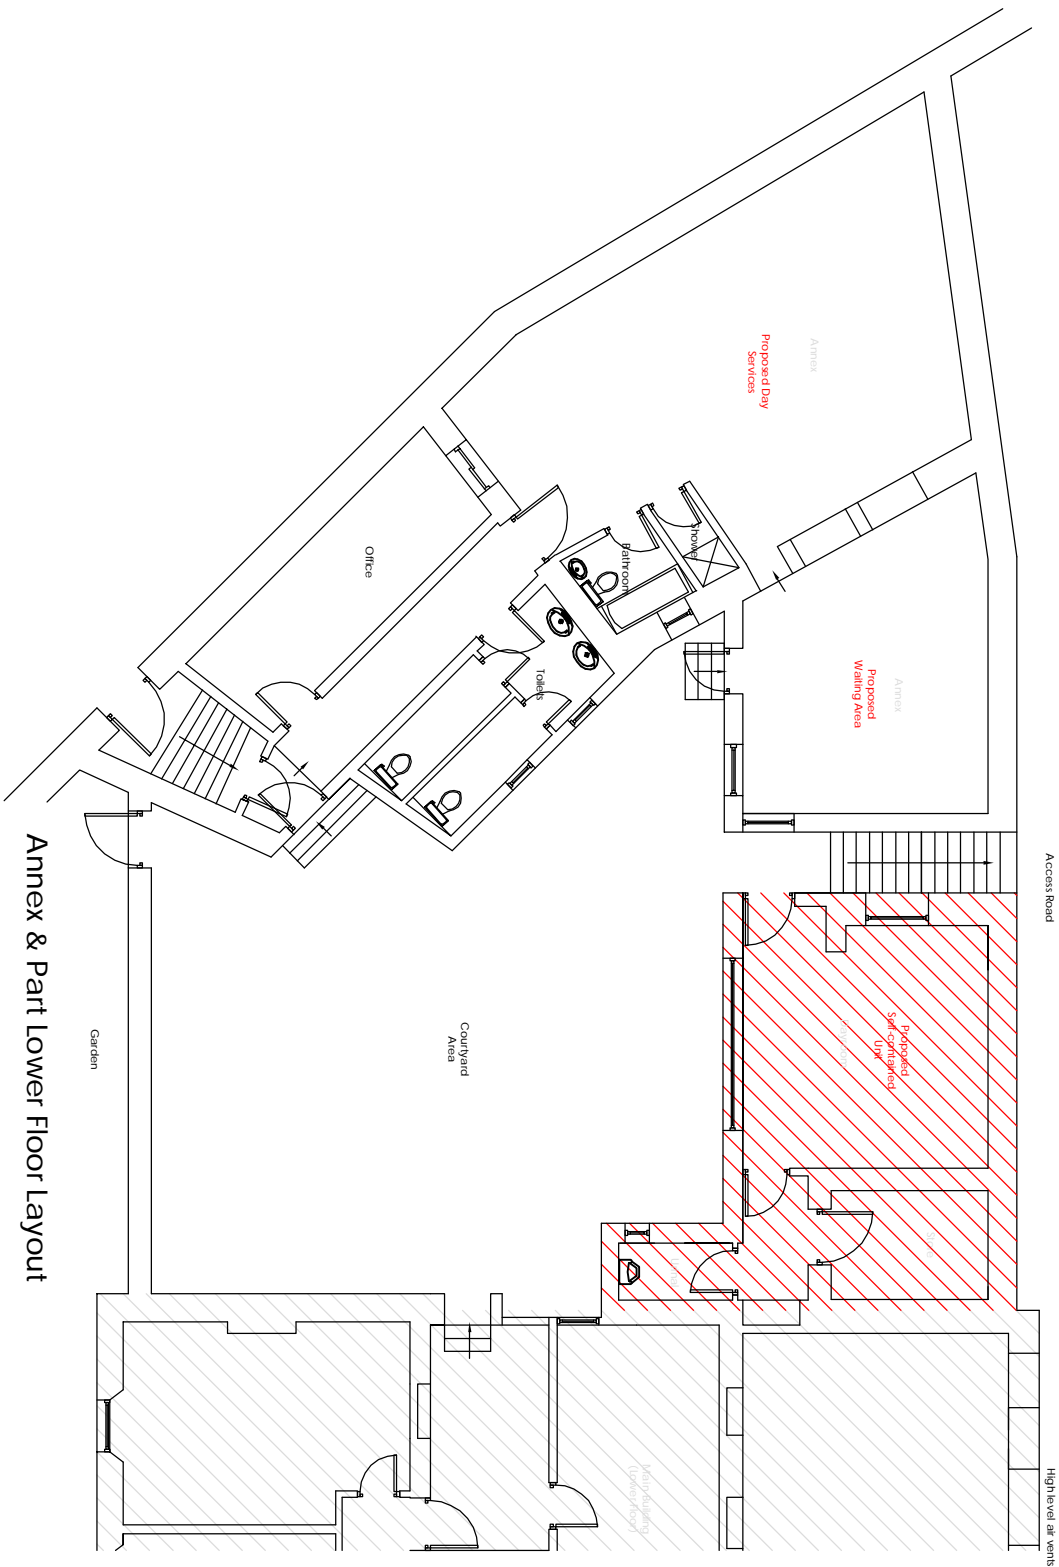 Access Road
High level air vents
Annex
Proposed Day
Services
Annex
Proposed
Waiting Area
Shower
Bathroom
Office
Toilets
Proposed
Self-contained
Unit
Store
Courtyard
Area
Main Building
(Lower Floor)
Garden
Annex & Part Lower Floor Layout